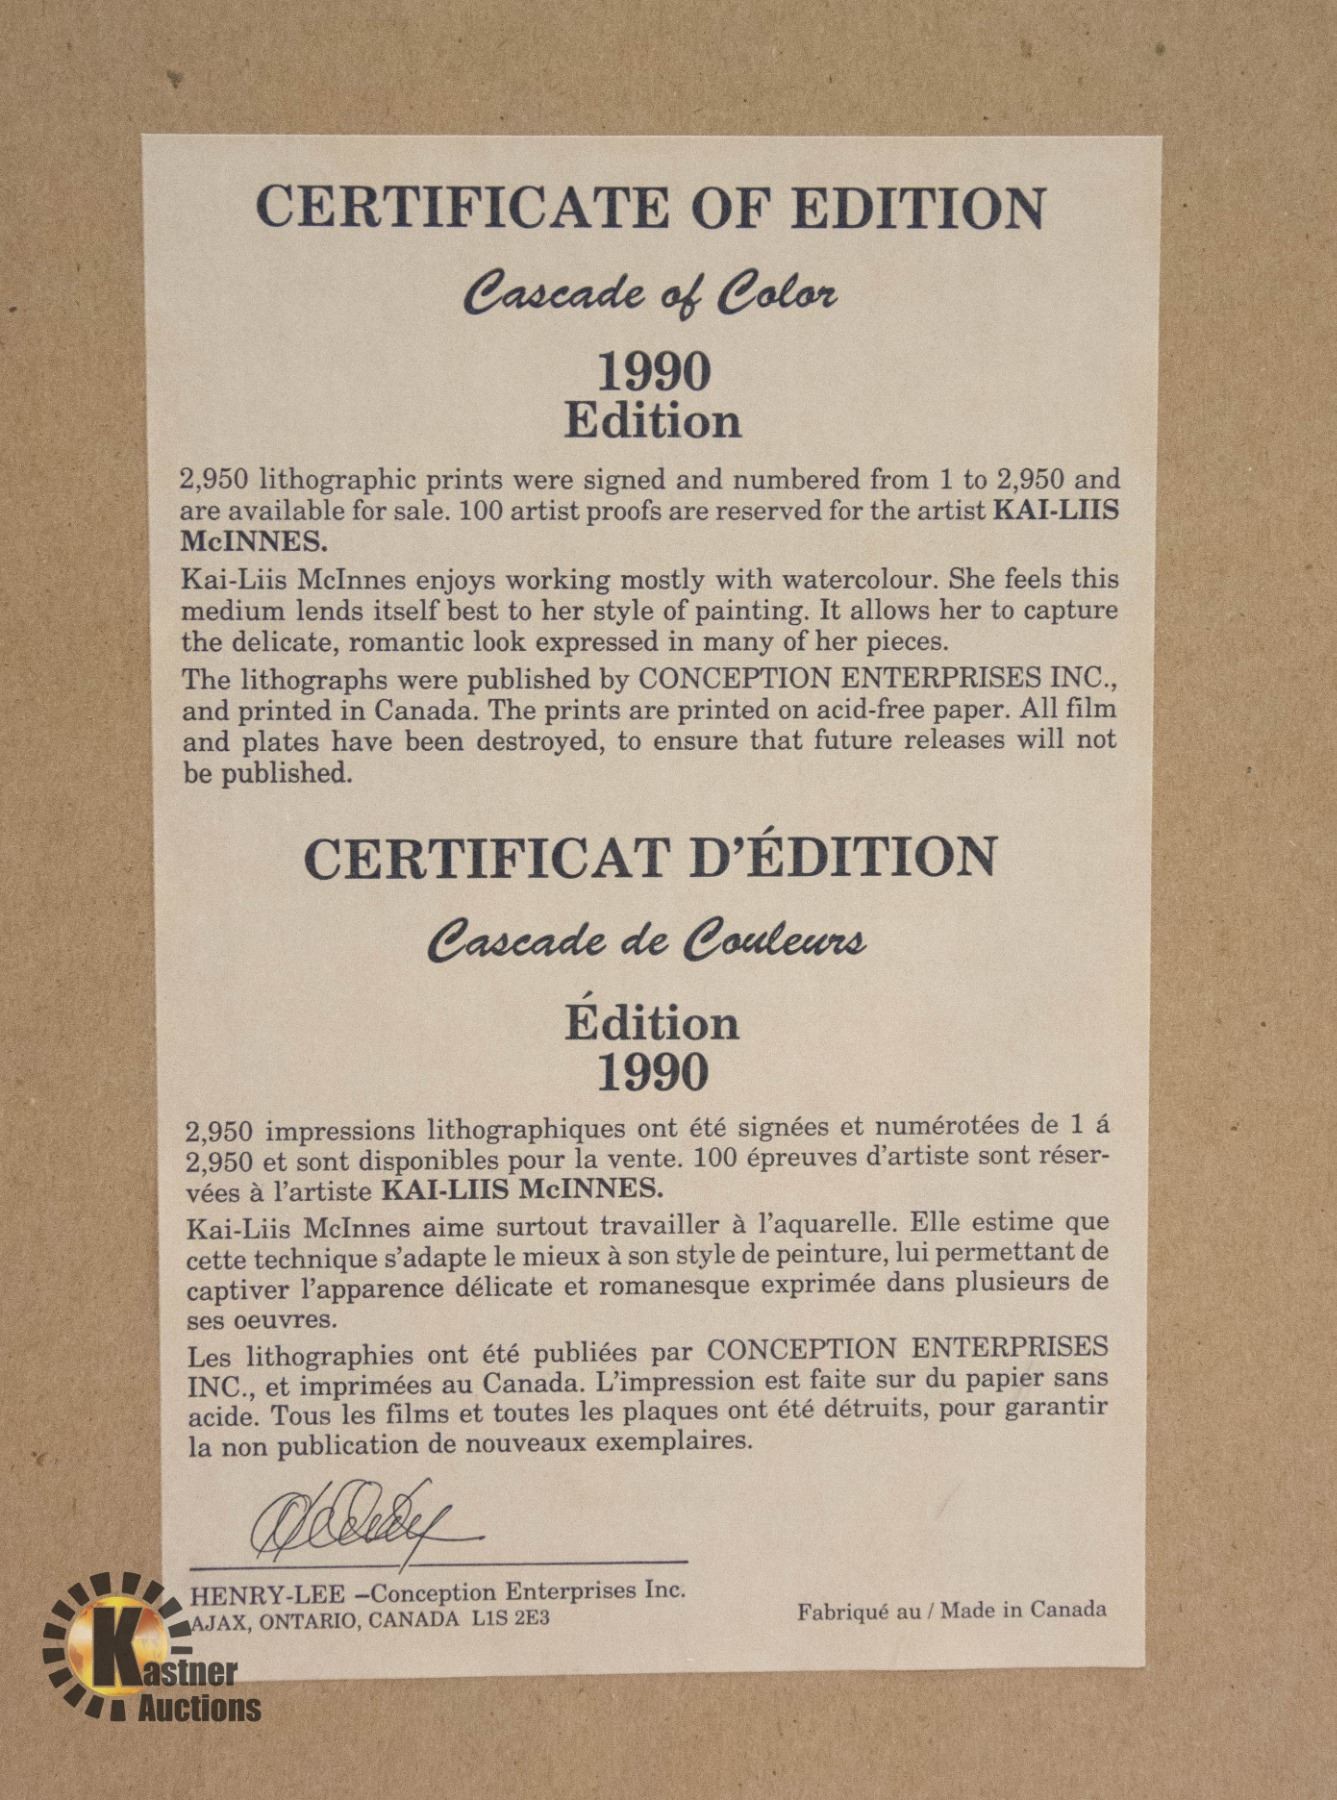 CERTIFICATE OF EDITION
Cascade of Color
1990
Edition
2,950 lithographic prints were signed and numbered from 1 to 2,950 and
are available for sale. 100 artist proofs are reserved for the artist KAI-LIIS
McINNES.
Kai-Liis McInnes enjoys working mostly with watercolour. She feels this
medium lends itself best to her style of painting. It allows her to capture
the delicate, romantic look expressed in many of her pieces.
The lithographs were published by CONCEPTION ENTERPRISES INC.,
and printed in Canada. The prints are printed on acid-free paper. All film
and plates have been destroyed, to ensure that future releases will not
be published.
CERTIFICAT D'ÉDITION
Cascade de Couleurs
Édition
1990
2,950 impressions lithographiques ont été signées et numérotées de 1 á
2,950 et sont disponibles pour la vente. 100 épreuves d'artiste sont réser-
vées à l'artiste KAI-LIIS McINNES.
Kai-Liis McInnes aime surtout travailler à l'aquarelle. Elle estime que
cette technique s'adapte le mieux à son style de peinture, lui permettant de
captiver l'apparence délicate et romanesque exprimée dans plusieurs de
ses oeuvres.
Les lithographies ont été publiées par CONCEPTION ENTERPRISES
INC., et imprimées au Canada. L'impression est faite sur du papier sans
acide. Tous les films et toutes les plaques ont été détruits, pour garantir
la non publication de nouveaux exemplaires.
HENRY-LEE –Conception Enterprises Inc.
AJAX, ONTARIO, CANADA L1S 2E3
Fabriqué au / Made in Canada
Kastner
Auctions